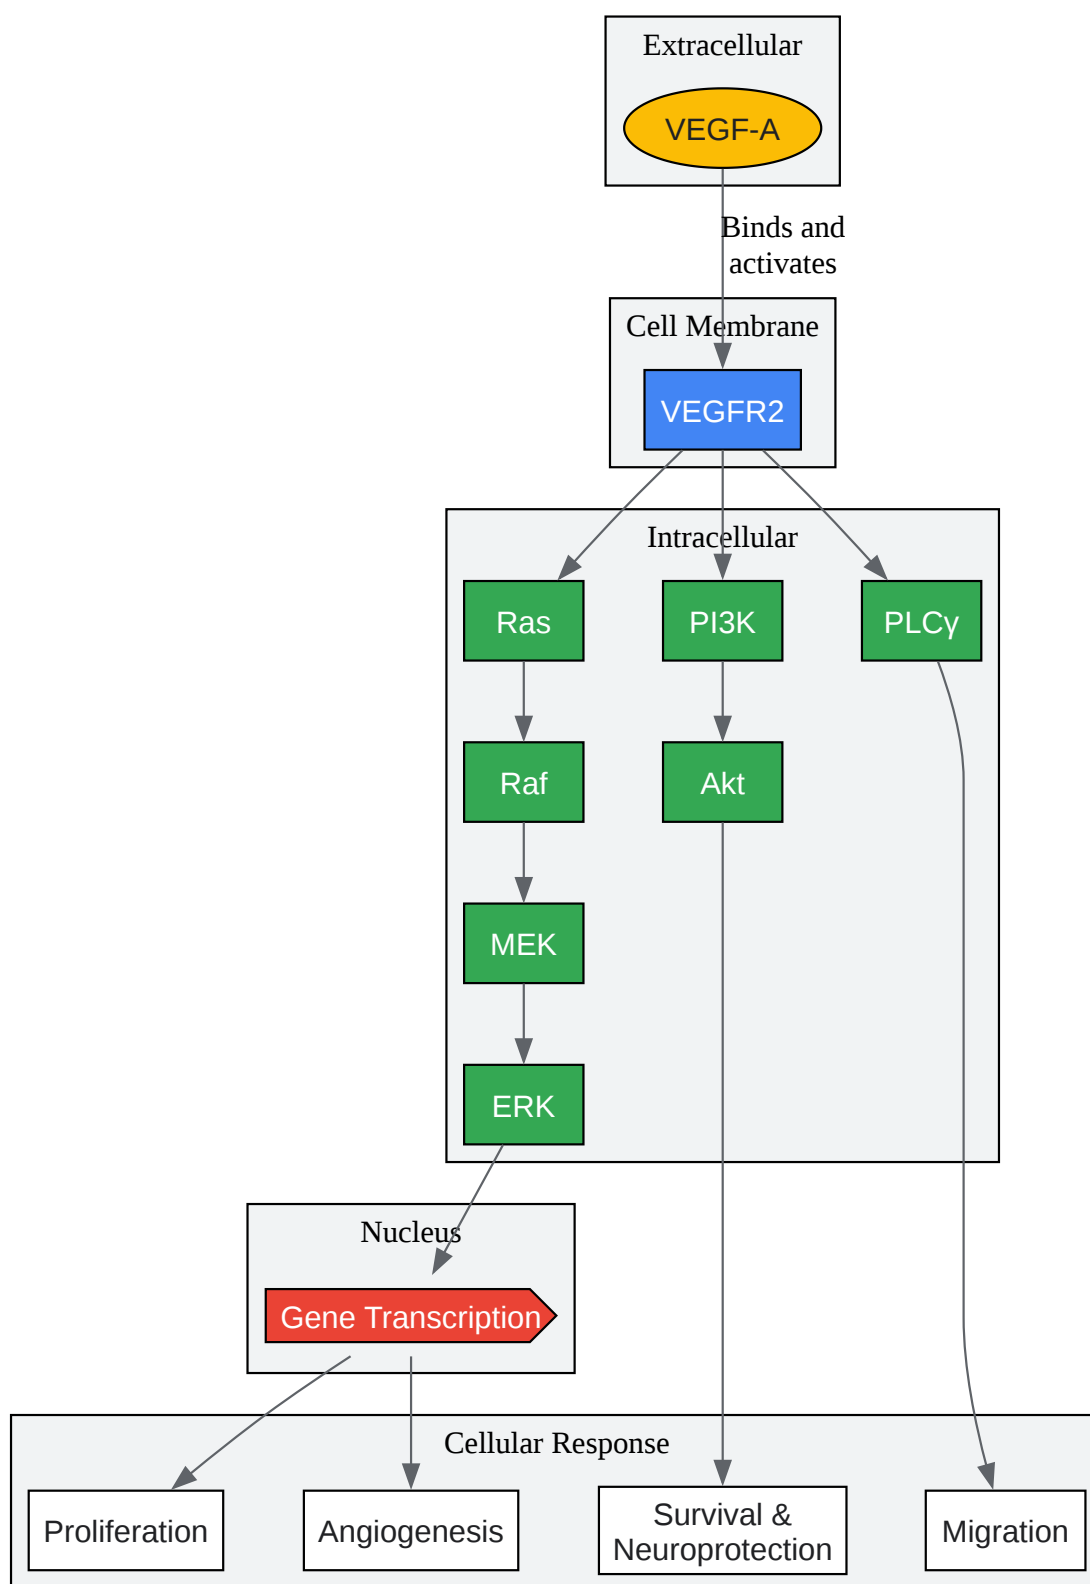 Extracellular
VEGF-A
Binds and
activates
Cell Membrane
VEGFR2
Intracellular
Ras
PI3K
PLCγ
Raf
Akt
MEK
ERK
Nucleus
Gene Transcription
Cellular Response
Proliferation
Angiogenesis
Survival &
Neuroprotection
Migration